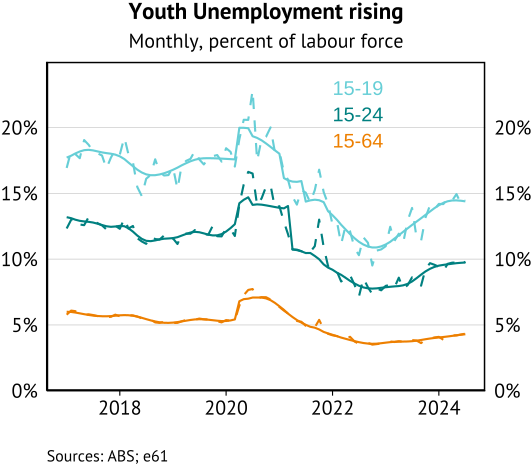 Youth Unemployment rising
Monthly, percent of labour force
15-19
15-24
15-64
20% 20%
15% 15%
10% 10%
5% 5%
0% 0%
2018 2020 2022 2024
Sources: ABS; e61